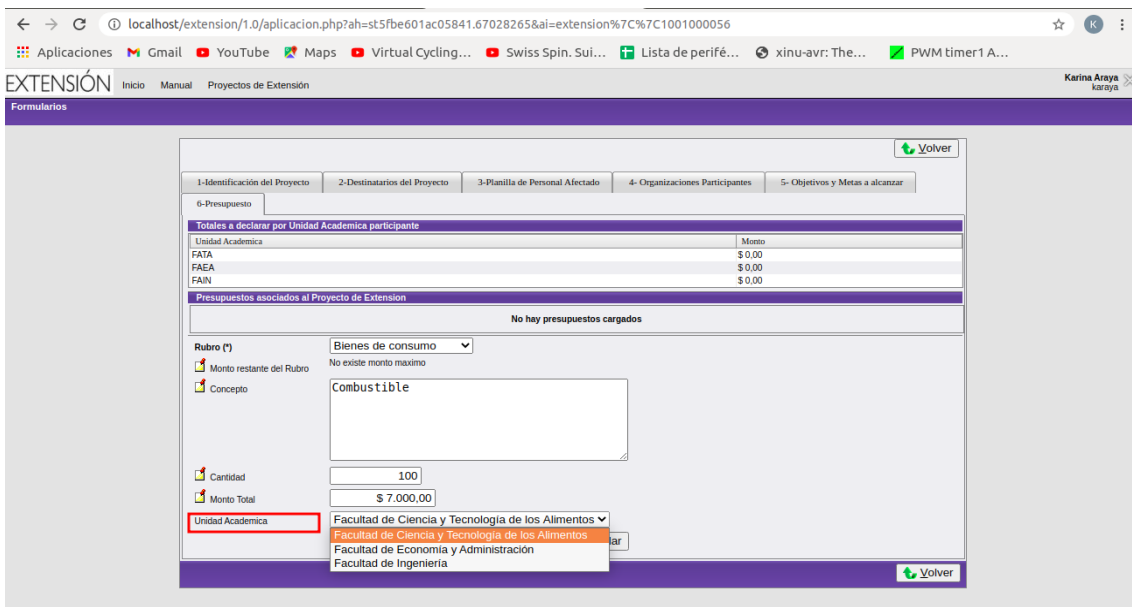 localhost/extension/1.0/aplicacion.php?ah=st5fbe601ac05841.67028265&ai=extension%7C%7C1001000056
K
Aplicaciones Gmail YouTube Maps Virtual Cycling... Swiss Spin. Sui... Lista de perifé... xinu-avr: The... PWM timer1 A...
EXTENSIÓN Inicio Manual Proyectos de Extensión Karina Araya
karaya
Formularios
Volver
1-Identificación del Proyecto 2-Destinatarios del Proyecto 3-Planilla de Personal Afectado 4- Organizaciones Participantes 5- Objetivos y Metas a alcanzar
6-Presupuesto
Totales a declarar por Unidad Academica participante
Unidad Academica Monto
FATA $ 0,00
FAEA $ 0,00
FAIN $ 0,00
Presupuestos asociados al Proyecto de Extension
No hay presupuestos cargados
Rubro (*) Bienes de consumo
Monto restante del Rubro No existe monto maximo
Concepto Combustible
Cantidad 100
Monto Total $ 7.000,00
Unidad Academica Facultad de Ciencia y Tecnología de los Alimentos
Facultad de Ciencia y Tecnología de los Alimentos
Facultad de Economía y Administración lar
Facultad de Ingeniería
Volver